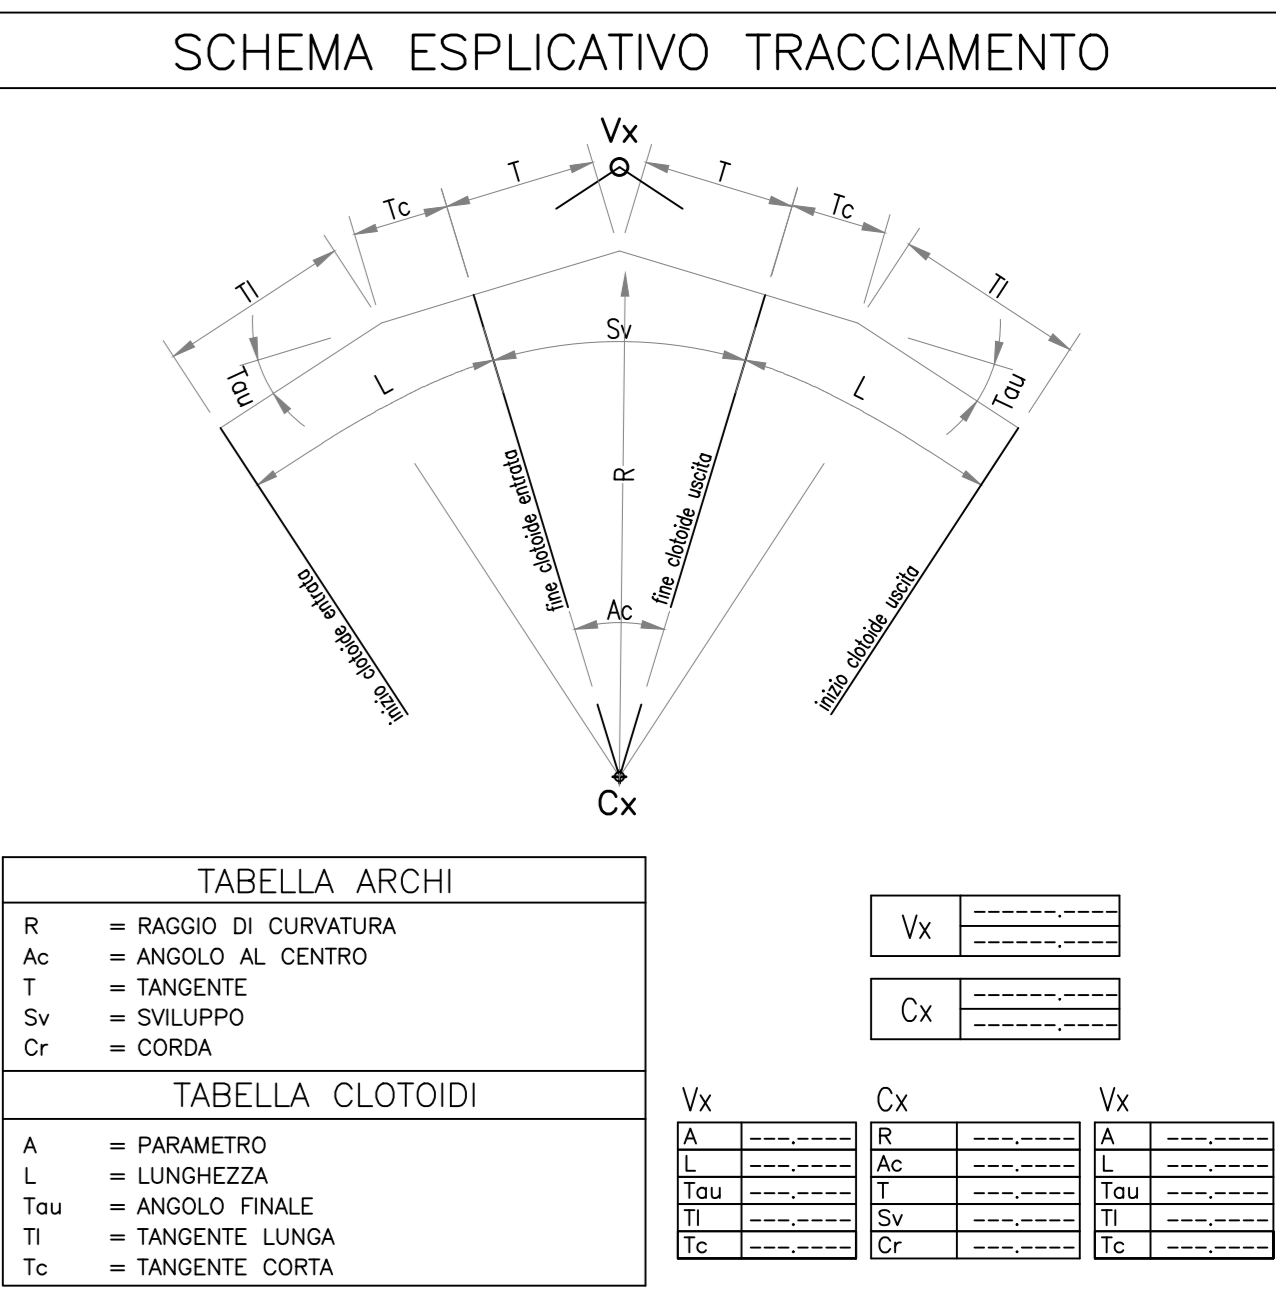 SCHEMA ESPLICATIVO TRACCIAMENTO
Vx
T
T
Tc
Tc
Tl
Tl
Sv
Tau
L
L
Tau
R
fine clotoide entrata
fine clotoide uscita
inizio clotoide entrata
inizio clotoide uscita
Ac
Cx
TABELLA ARCHI
R = RAGGIO DI CURVATURA
Ac = ANGOLO AL CENTRO
T = TANGENTE
Sv = SVILUPPO
Cr = CORDA
TABELLA CLOTOIDI
A = PARAMETRO
L = LUNGHEZZA
Tau = ANGOLO FINALE
Tl = TANGENTE LUNGA
Tc = TANGENTE CORTA
Vx ------.----
------.----
Cx ------.----
------.----
Vx
A ---.----
L ---.----
Tau ---.----
Tl ---.----
Tc ---.----
Cx
R ---.----
Ac ---.----
T ---.----
Sv ---.----
Cr ---.----
Vx
A ---.----
L ---.----
Tau ---.----
Tl ---.----
Tc ---.----